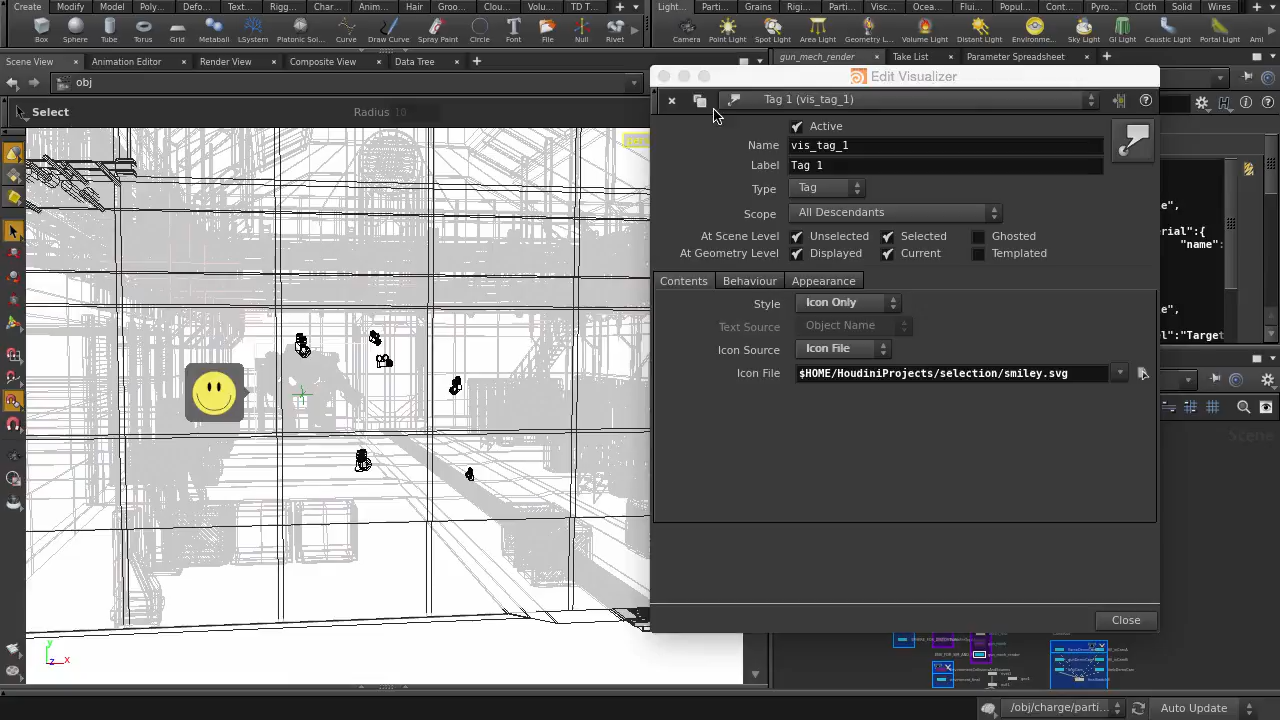 Create Model Mod... Poly... Defo... Text... Rigg... Char... Anim... Hair Groo... Clou... Volu... TD T... Light... Parti... Grains Rigi... Parti... Visc... Ocea... Flui... Popul... Cont... Pyro... Cloth Solid Wires
Box Sphere Tube Torus Grid Metaball LSystem Platonic Sol... Curve Draw Curve Spray Paint Circle Font File Null Rivet Camera Point Light Spot Light Area Light Geometry L... Volume Light Distant Light Environme... Sky Light GI Light Caustic Light Portal Light Ami
Scene View Animation Editor Render View Composite View Data Tree gun_mech_render Take List Parameter Spreadsheet
obj
Edit Visualizer
Select Radius 10
Tag 1 (vis_tag_1)
Active
Name vis_tag_1
Label Tag 1
Type Tag
Scope All Descendants
At Scene Level Unselected Selected Ghosted
At Geometry Level Displayed Current Templated
Contents Behaviour Appearance
Style Icon Only
Text Source Object Name
Icon Source Icon File
Icon File $HOME/HoudiniProjects/selection/smiley.svg
e",
rial":{
"name":
e",
l":"Target
Scene
Close
y
z x
/obj/charge/parti... Auto Update